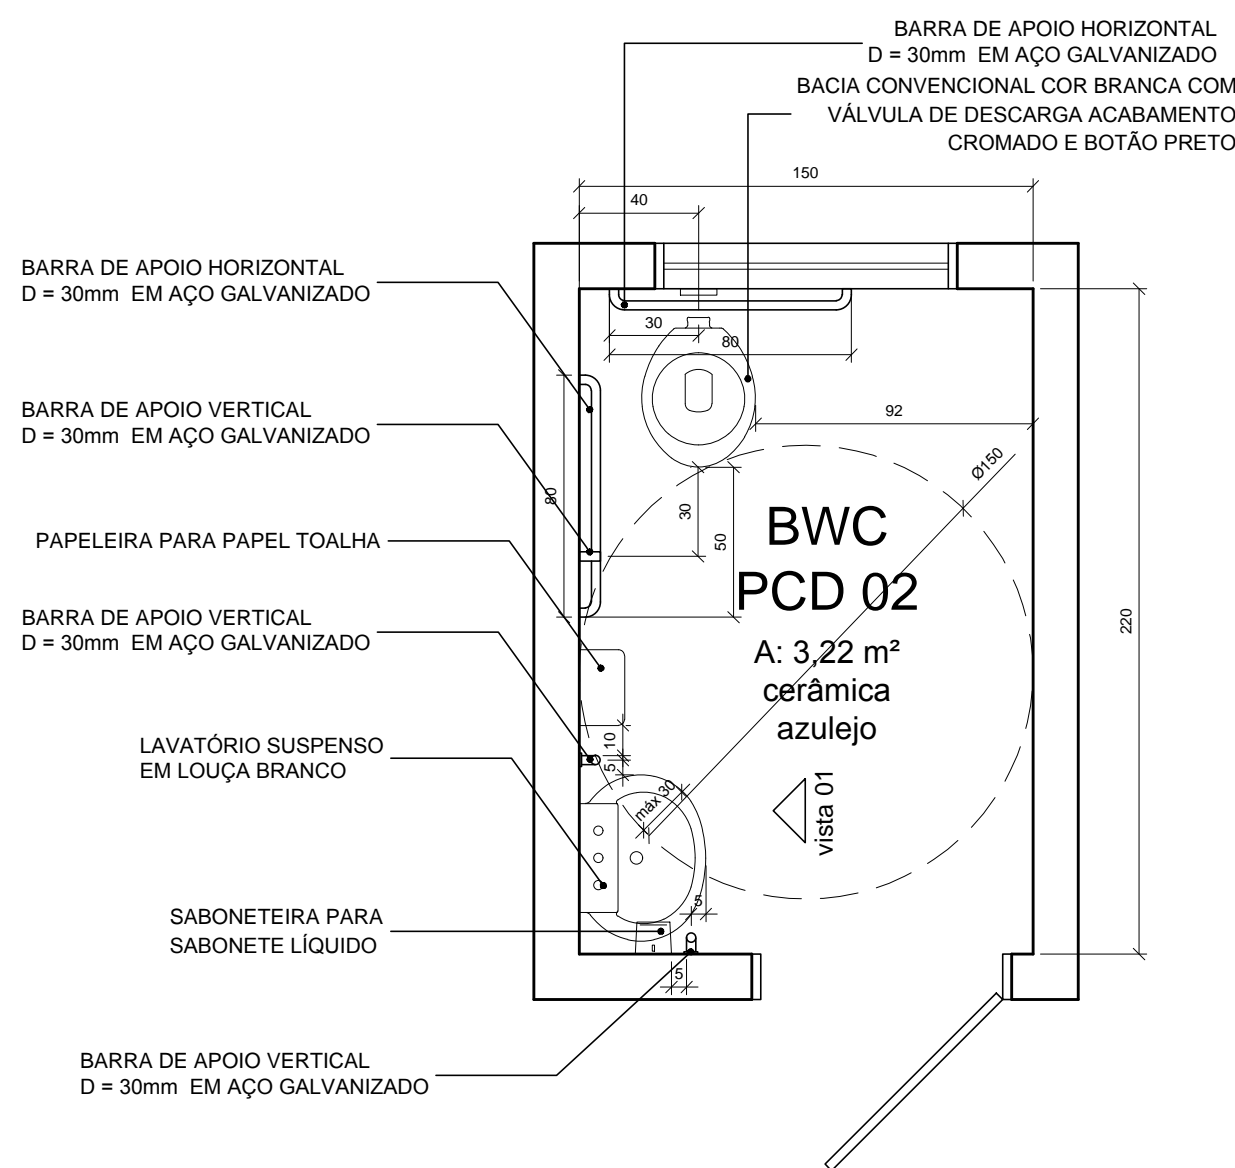 BARRA DE APOIO HORIZONTAL
D = 30mm EM AÇO GALVANIZADO
BACIA CONVENCIONAL COR BRANCA COM
VÁLVULA DE DESCARGA ACABAMENTO
CROMADO E BOTÃO PRETO
150
40
BARRA DE APOIO HORIZONTAL
D = 30mm EM AÇO GALVANIZADO
30
80
BARRA DE APOIO VERTICAL
D = 30mm EM AÇO GALVANIZADO
92
Ø150
80
30
50
BWC
PCD 02
A: 3,22 m²
cerâmica
azulejo
220
PAPELEIRA PARA PAPEL TOALHA
BARRA DE APOIO VERTICAL
D = 30mm EM AÇO GALVANIZADO
10
5
LAVATÓRIO SUSPENSO
EM LOUÇA BRANCO
máx 30
vista 01
5
SABONETEIRA PARA
SABONETE LÍQUIDO
5
BARRA DE APOIO VERTICAL
D = 30mm EM AÇO GALVANIZADO